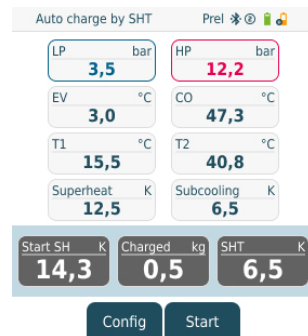 Auto charge by SHT Prel
LP bar HP bar
3,5 12,2
EV °C CO °C
3,0 47,3
T1 °C T2 °C
15,5 40,8
Superheat K Subcooling K
12,5 6,5
Start SH K Charged kg SHT K
14,3 0,5 6,5
Config Start